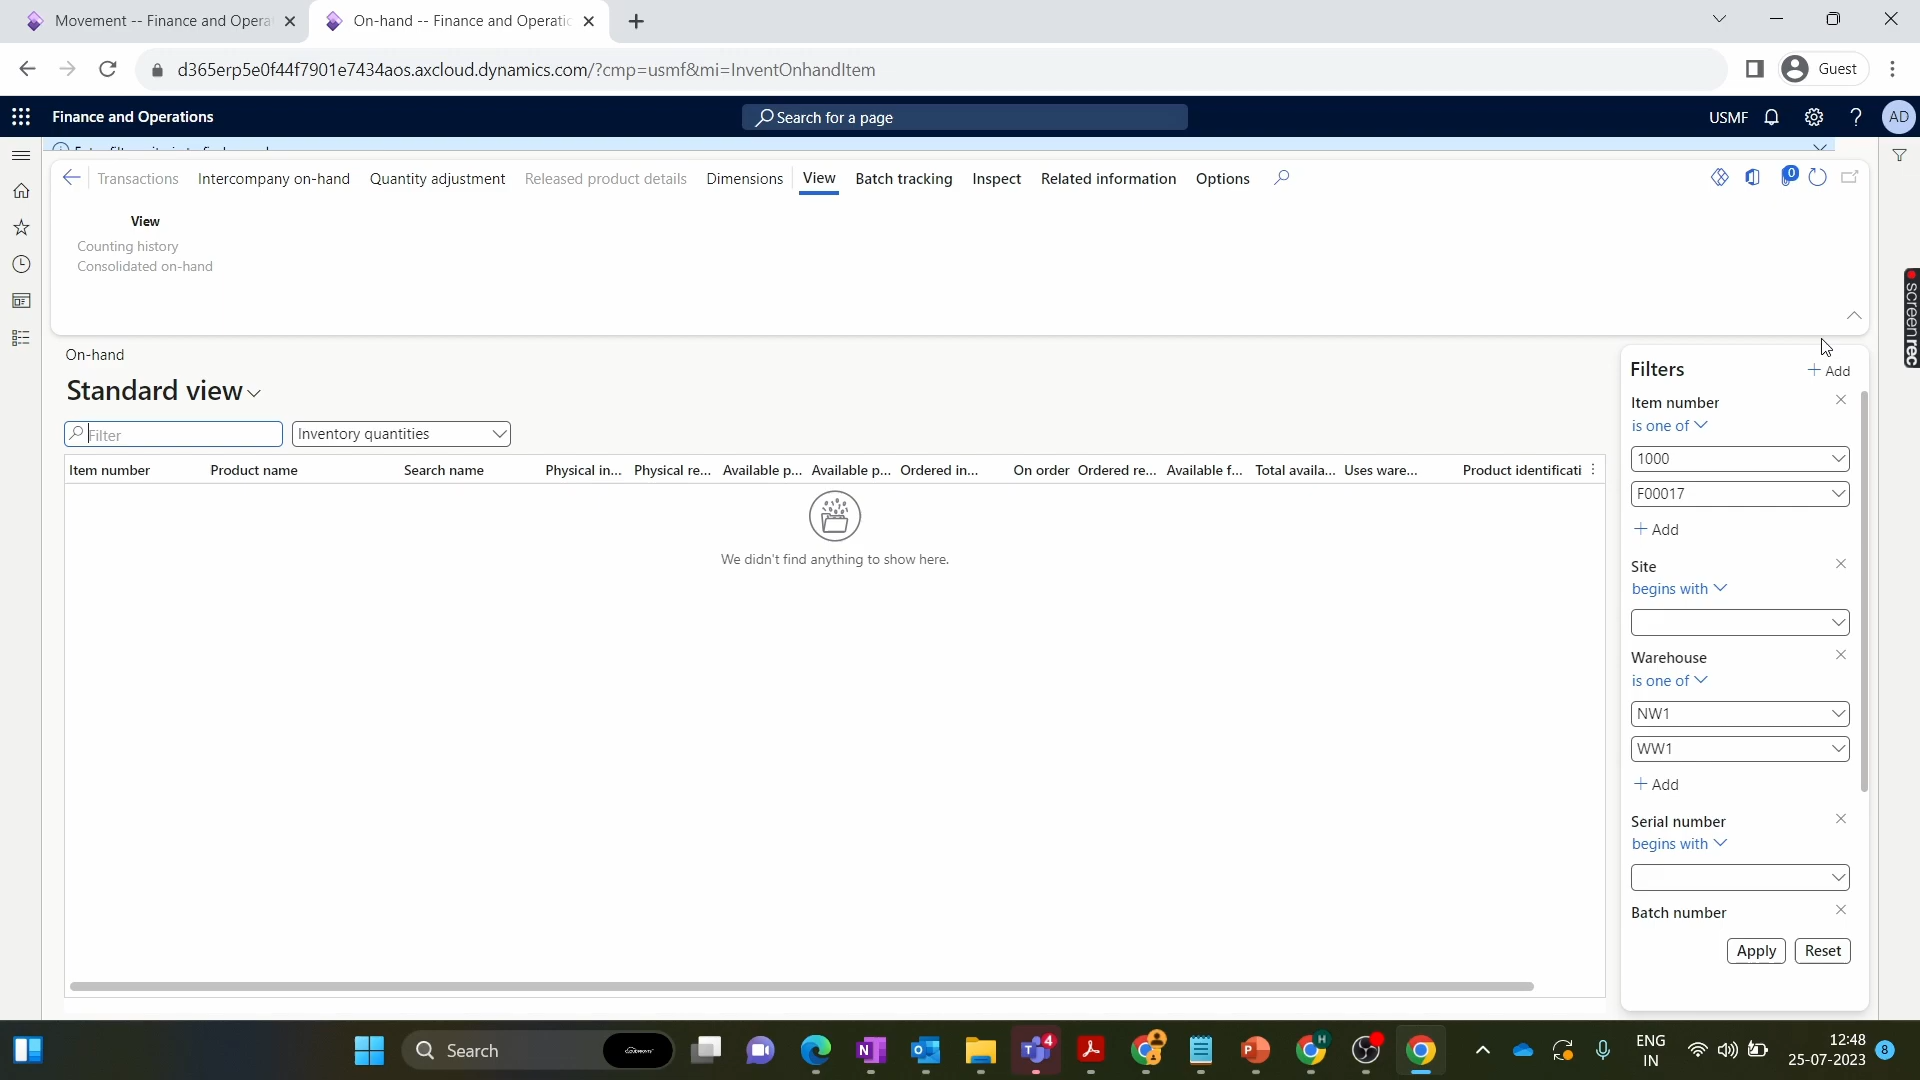 Movement -- Finance and Opera
On-hand -- Finance and Operatic
d365erp5e0f44f7901e7434aos.axcloud.dynamics.com/?cmp=usmf&mi=InventOnhandItem
Guest
Finance and Operations
Search for a page
USMF
?
AD
Transactions
Intercompany on-hand
Quantity adjustment
Released product details
Dimensions
View
Batch tracking
Inspect
Related information
Options
0
View
Counting history
Consolidated on-hand
screenrec
On-hand
Standard view
Filter
Inventory quantities
Item number
Product name
Search name
Physical in...
Physical re...
Available p...
Available p...
Ordered in...
On order
Ordered re...
Available f...
Total availa...
Uses ware...
Product identificati
We didn't find anything to show here.
Filters
+ Add
Item number
is one of
1000
F00017
+ Add
Site
begins with
Warehouse
is one of
NW1
WW1
+ Add
Serial number
begins with
Batch number
Apply
Reset
Search
4
H
ENG
IN
12:48
25-07-2023
8